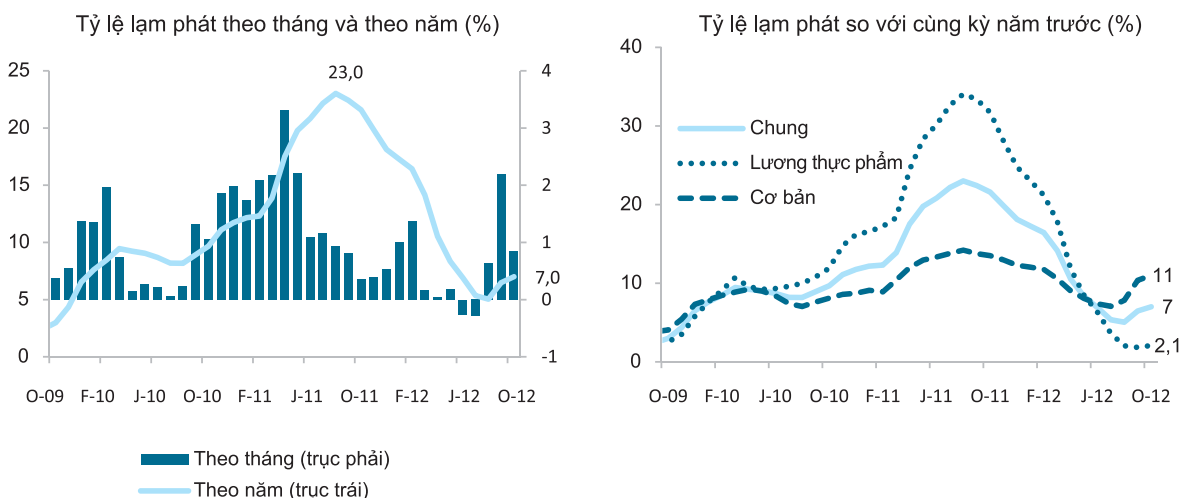 Tỷ lệ lạm phát theo tháng và theo năm (%)
25
20
15
10
5
0
4
3
2
1
0
-1
23,0
7,0
O-09 F-10 J-10 O-10 F-11 J-11 O-11 F-12 J-12 O-12
Theo tháng (trục phải)
Theo năm (trục trái)
Tỷ lệ lạm phát so với cùng kỳ năm trước (%)
40
30
20
10
0
Chung
Lương thực phẩm
Cơ bản
11
7
2,1
O-09 F-10 J-10 O-10 F-11 J-11 O-11 F-12 J-12 O-12